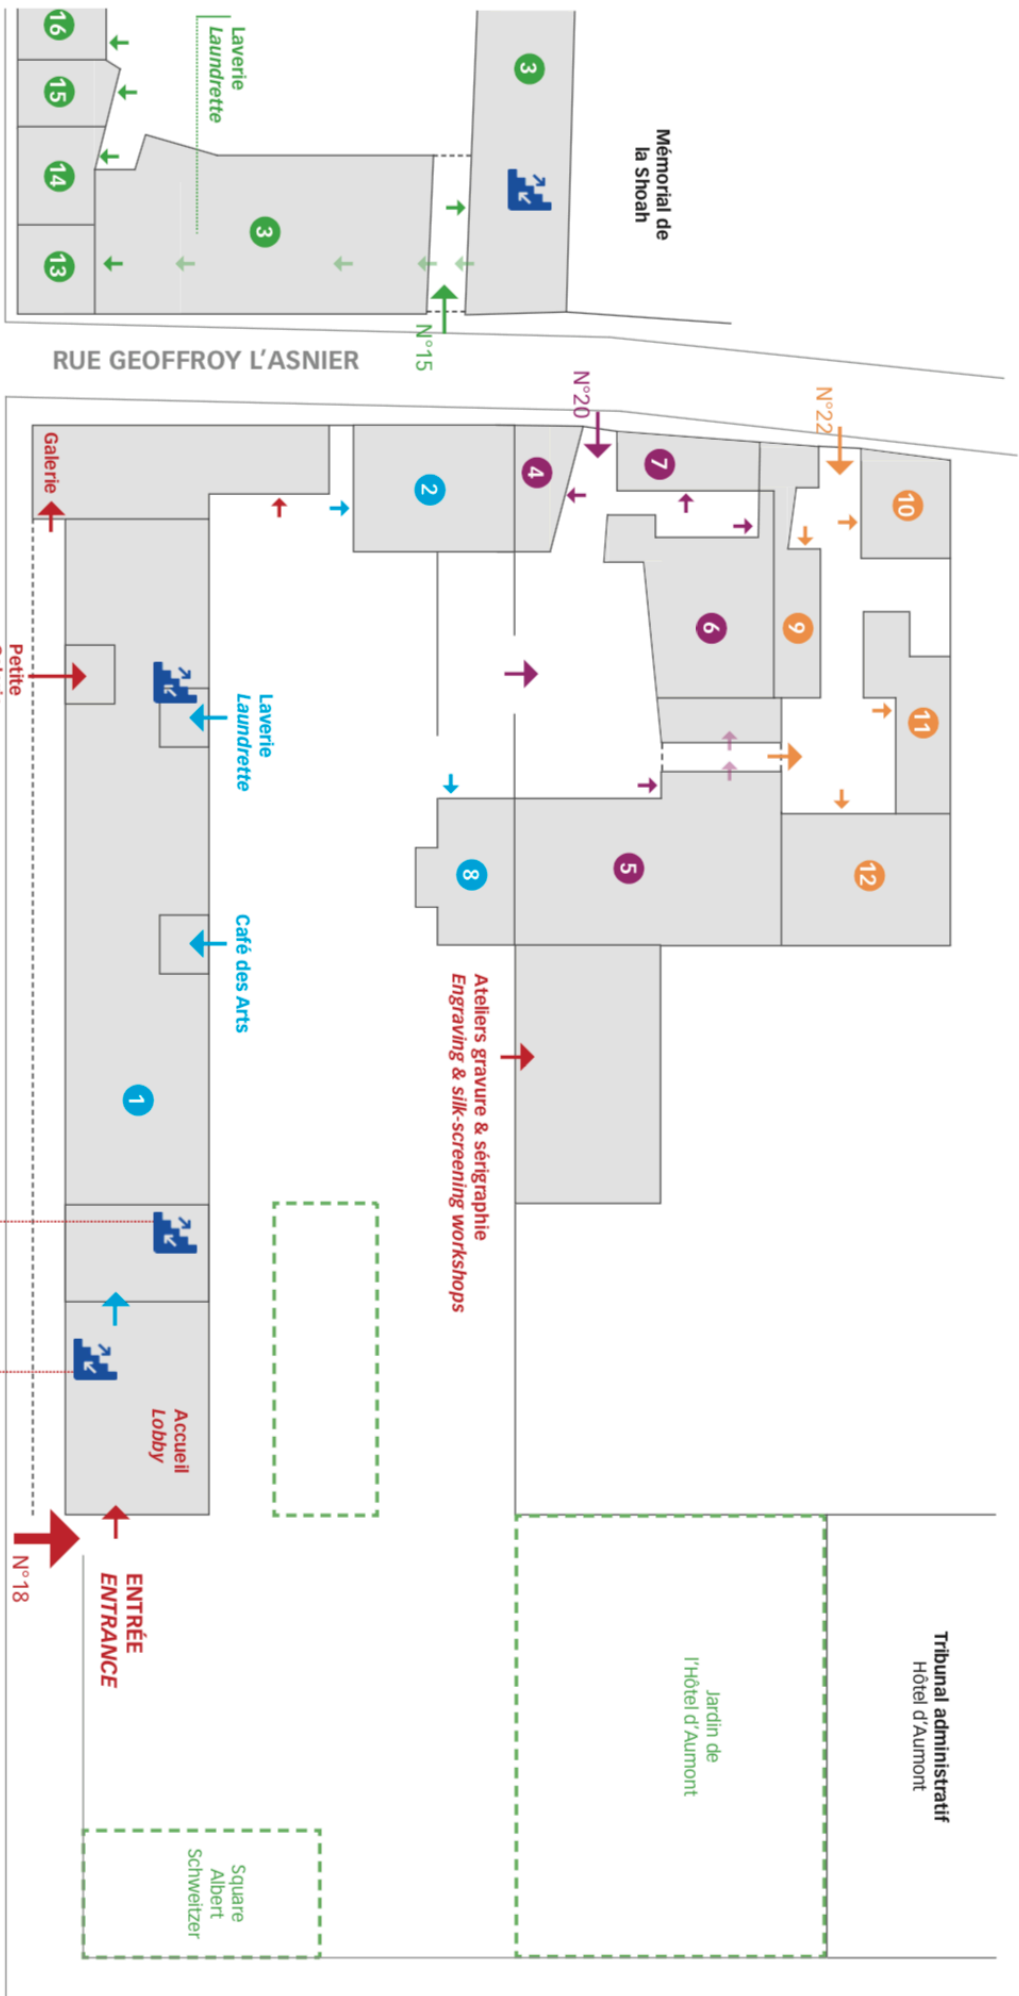 Mémorial de
la Shoah
3
Laverie
Laundrette
3
16
15
14
13
N°15
RUE GEOFFROY L'ASNIER
N°22
10
9
11
12
N°20
7
6
4
5
2
8
Ateliers gravure & sérigraphie
Engraving & silk-screening workshops
Laverie
Laundrette
Café des Arts
1
Galerie
Petite
Accueil
Lobby
ENTRÉE
ENTRANCE
N°18
Tribunal administratif
Hôtel d'Aumont
Jardin de
l'Hôtel d'Aumont
Square
Albert
Schweitzer